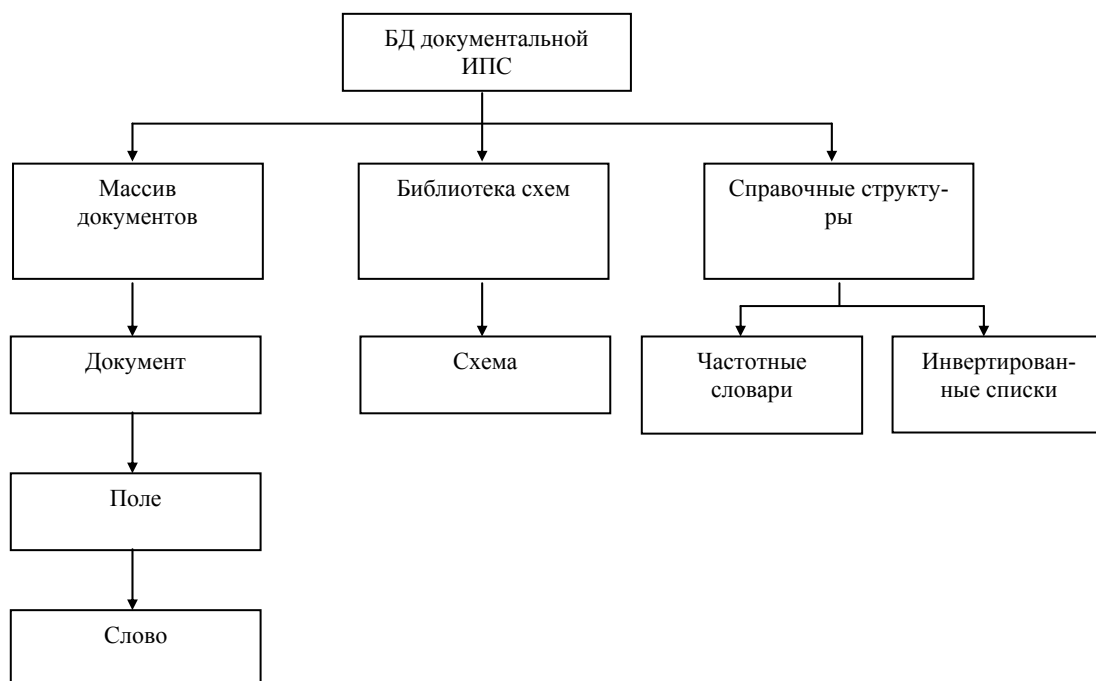 БД документальной
ИПС
Массив
документов
Библиотека схем
Справочные структу-
ры
Документ
Схема
Частотные
словари
Инвертирован-
ные списки
Поле
Слово